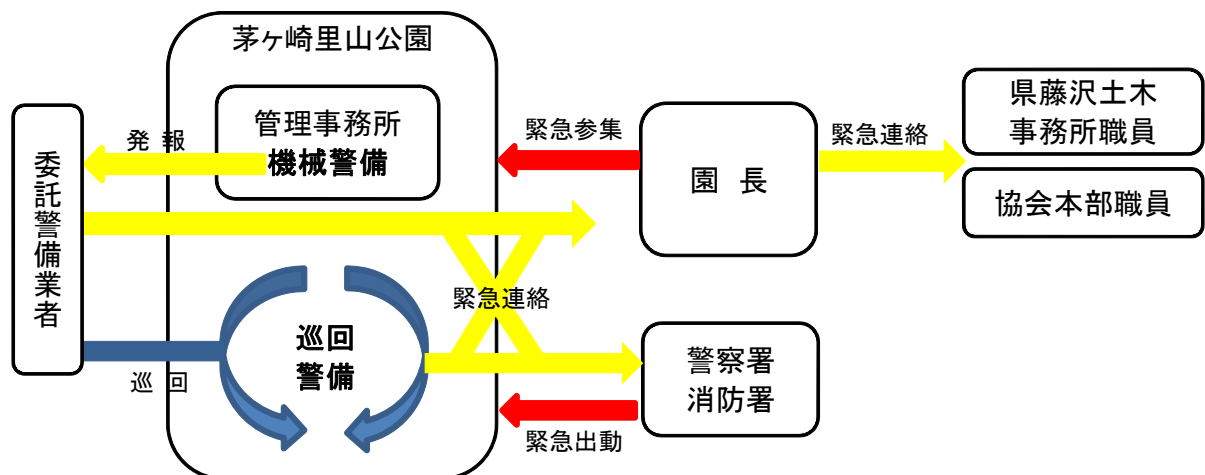 茅ヶ崎里山公園
管理事務所
機械警備
発 報
委託警備業者
緊急参集
園 長
緊急連絡
県藤沢土木
事務所職員
協会本部職員
緊急連絡
巡回
警備
巡 回
警察署
消防署
緊急出動